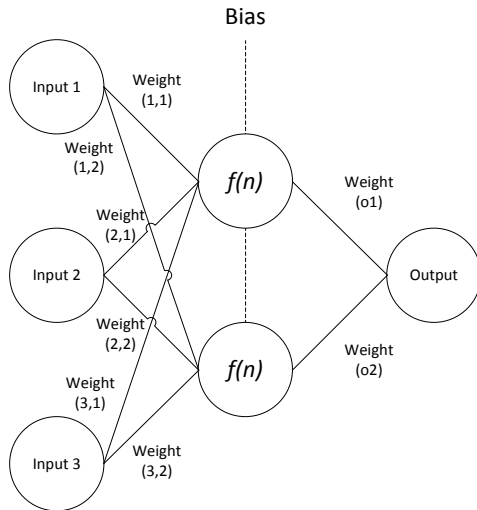 Bias
Input 1
Weight
(1,1)
Weight
(1,2)
f(n)
Weight
(o1)
Weight
(2,1)
Input 2
Output
Weight
(2,2)
f(n)
Weight
(o2)
Weight
(3,1)
Weight
(3,2)
Input 3